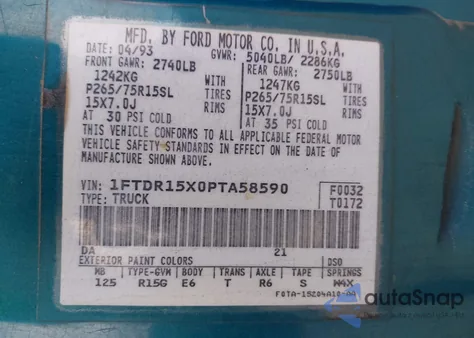 MFD. BY FORD MOTOR CO. IN U.S.A.
DATE: 04/93 GVWR: 5040LB/ 2286KG
FRONT GAWR: 2740LB REAR GAWR: 2750LB
1242KG WITH 1247KG WITH
P265/75R15SL TIRES P265/75R15SL TIRES
15X7.0J RIMS 15X7.0J RIMS
AT 30 PSI COLD AT 35 PSI COLD
THIS VEHICLE CONFORMS TO ALL APPLICABLE FEDERAL MOTOR
VEHICLE SAFETY STANDARDS IN EFFECT ON THE DATE OF
MANUFACTURE SHOWN ABOVE.
VIN: 1FTDR15X0PTA58590 F0032
TYPE: TRUCK T0172
DA 21
EXTERIOR PAINT COLORS DSO
WB TYPE-GVW BODY TRANS AXLE TAPE SPRINGS
125 R15G E6 T R6 S W4X
F0TA-15204A10-AA
autoSnap